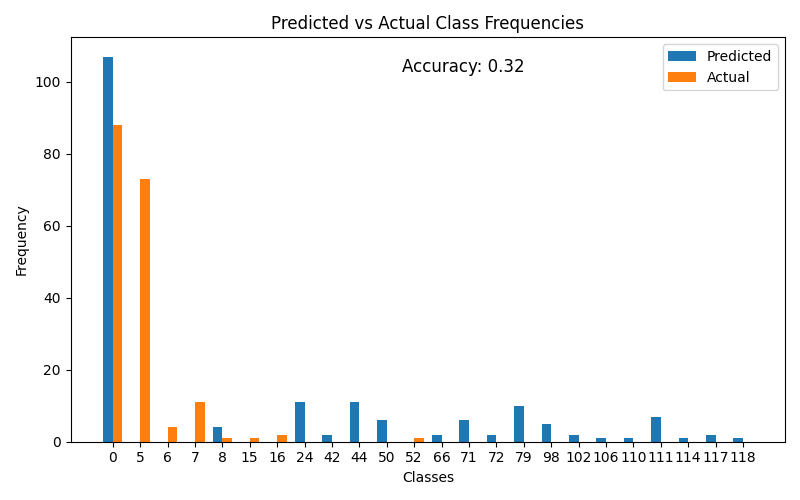 Predicted vs Actual Class Frequencies
Accuracy: 0.32
Predicted
Actual
Frequency
100
80
60
40
20
0
0 5 6 7 8 15 16 24 42 44 50 52 66 71 72 79 98 102 106 110 111 114 117 118
Classes